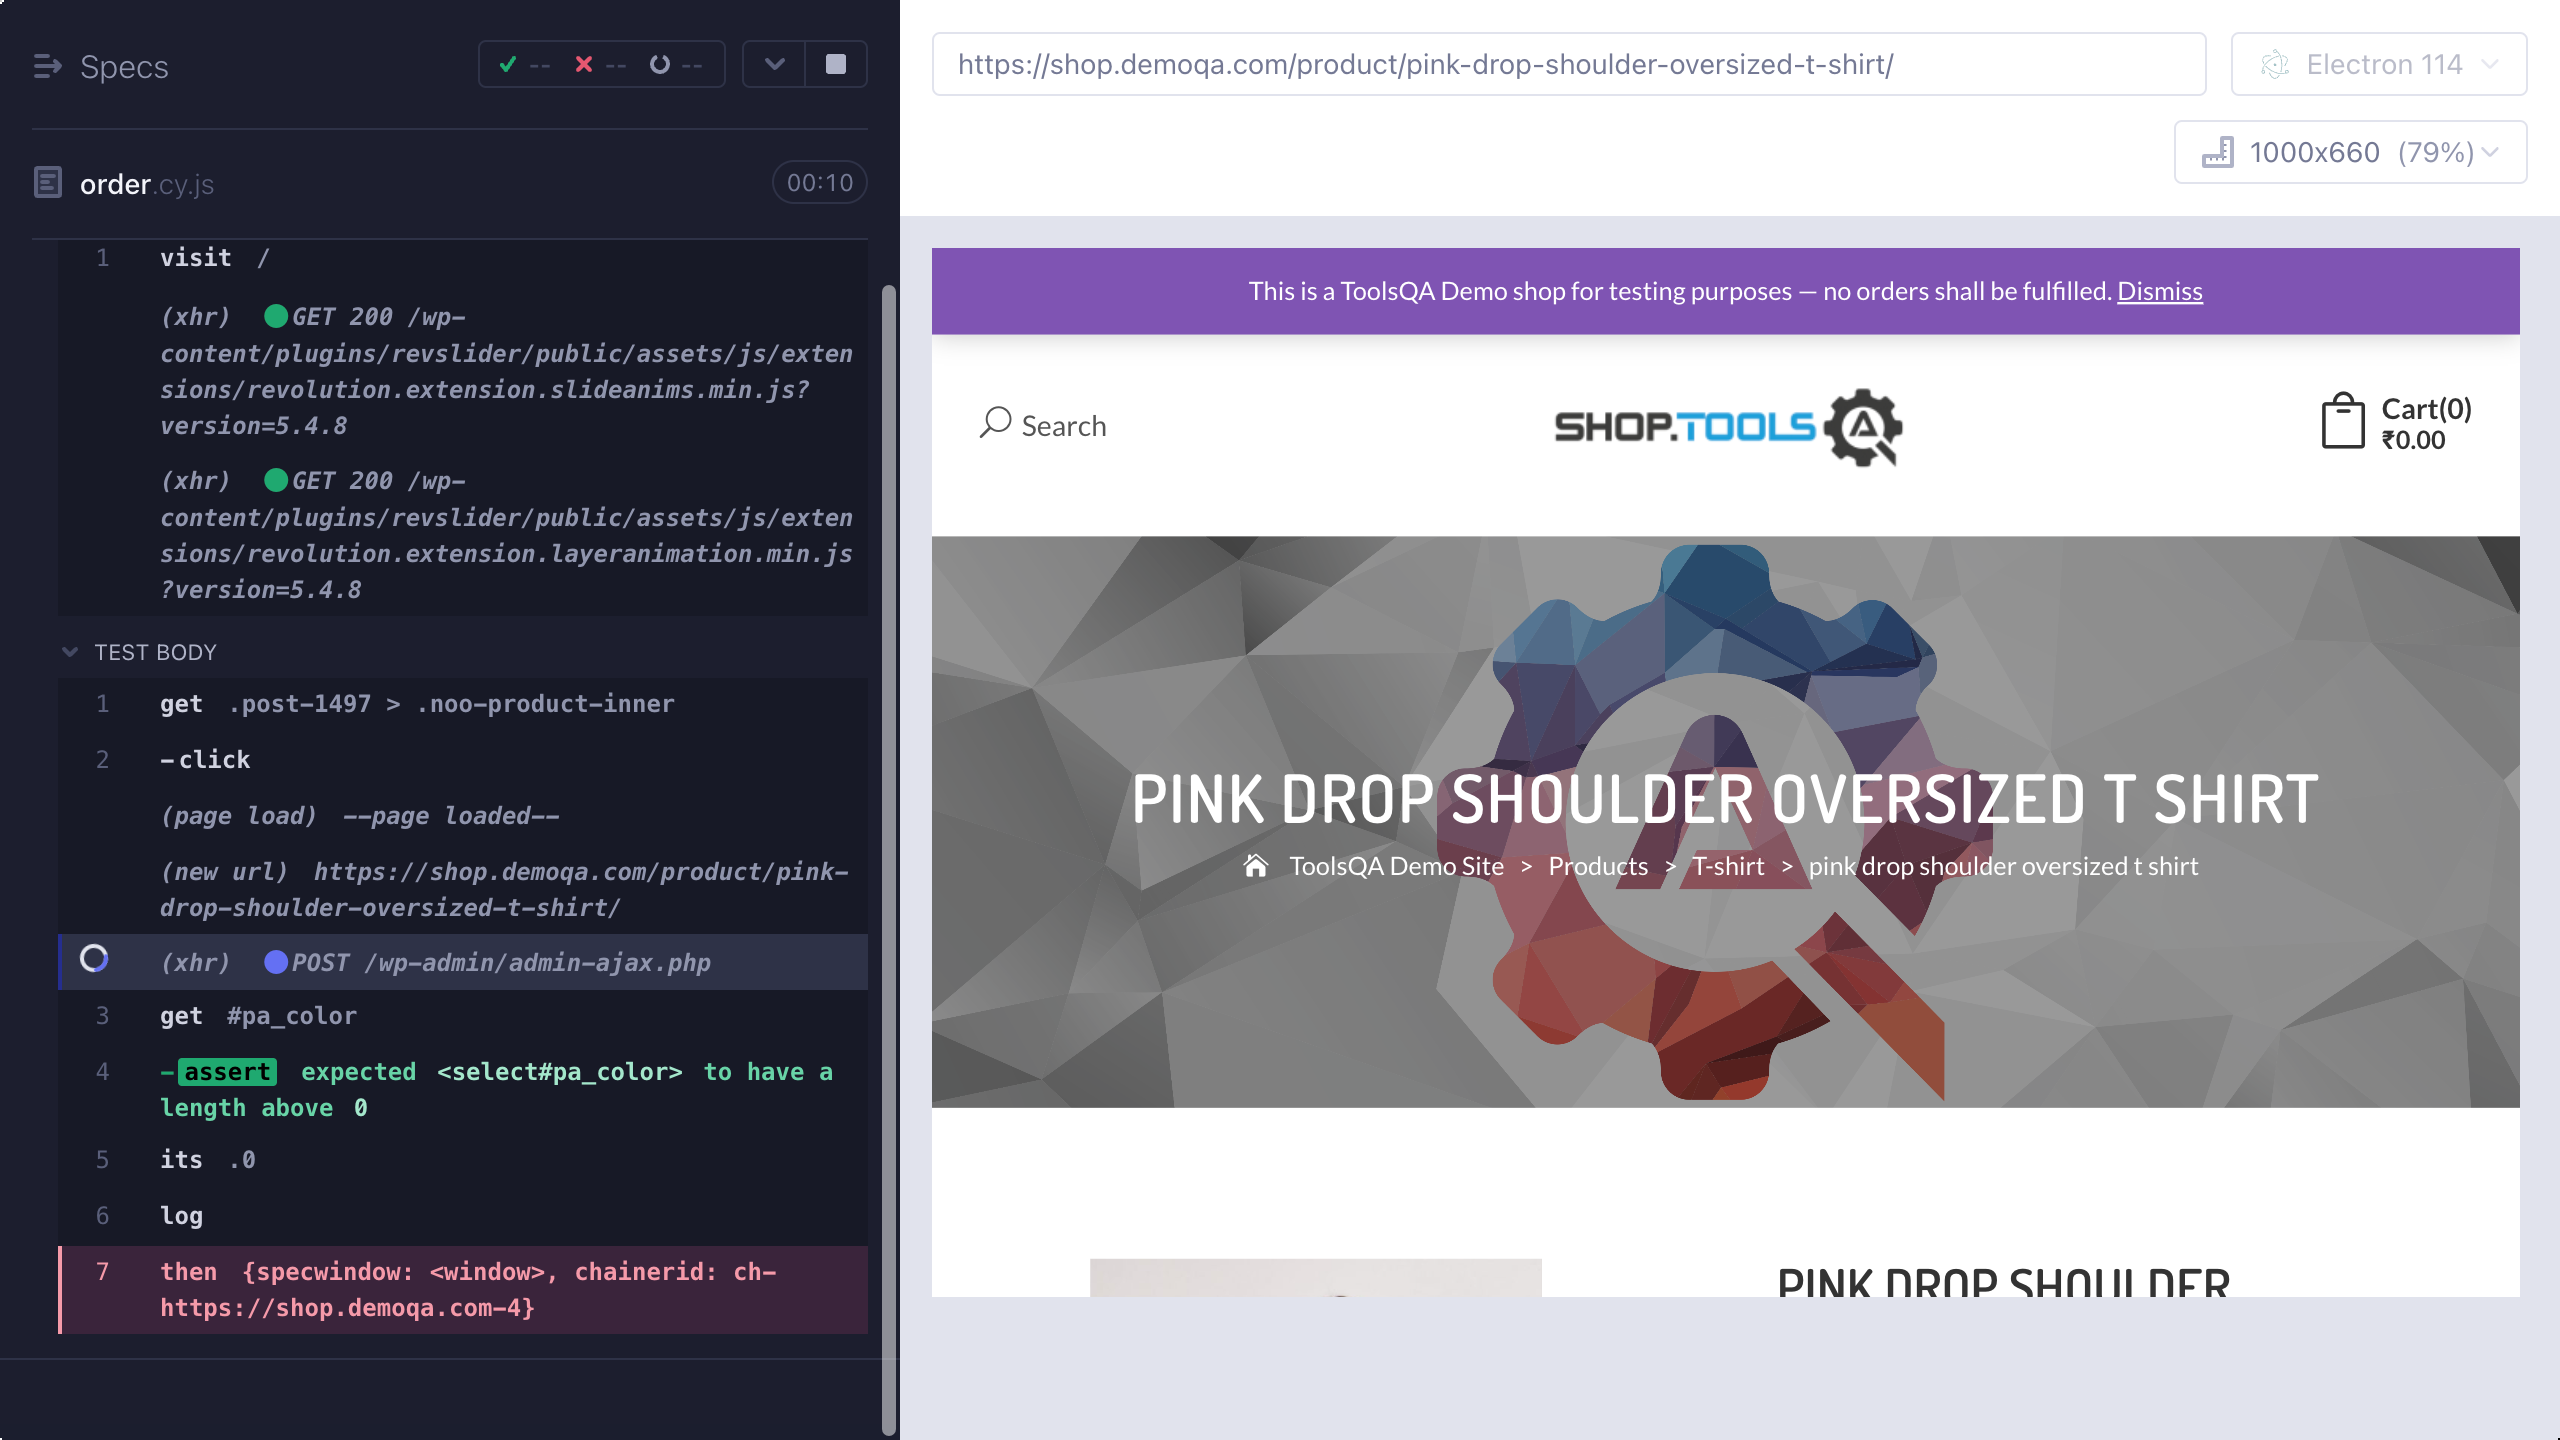 Specs
-- -- --
order.cy.js
00:10
1 visit /
(xhr) GET 200 /wp-
content/plugins/revslider/public/assets/js/exten
sions/revolution.extension.slideanims.min.js?
version=5.4.8
(xhr) GET 200 /wp-
content/plugins/revslider/public/assets/js/exten
sions/revolution.extension.layeranimation.min.js
?version=5.4.8
TEST BODY
1 get .post-1497 > .noo-product-inner
2 -click
(page load) --page loaded--
(new url) https://shop.demoqa.com/product/pink-
drop-shoulder-oversized-t-shirt/
(xhr) POST /wp-admin/admin-ajax.php
3 get #pa_color
4 -assert expected <select#pa_color> to have a
length above 0
5 its .0
6 log
7 then {specwindow: <window>, chainerid: ch-
https://shop.demoqa.com-4}
https://shop.demoqa.com/product/pink-drop-shoulder-oversized-t-shirt/
Electron 114
1000x660 (79%)
This is a ToolsQA Demo shop for testing purposes — no orders shall be fulfilled. Dismiss
Search
SHOP.TOOLS
Cart(0)
₹0.00
PINK DROP SHOULDER OVERSIZED T SHIRT
ToolsQA Demo Site > Products > T-shirt > pink drop shoulder oversized t shirt
PINK DROP SHOULDER